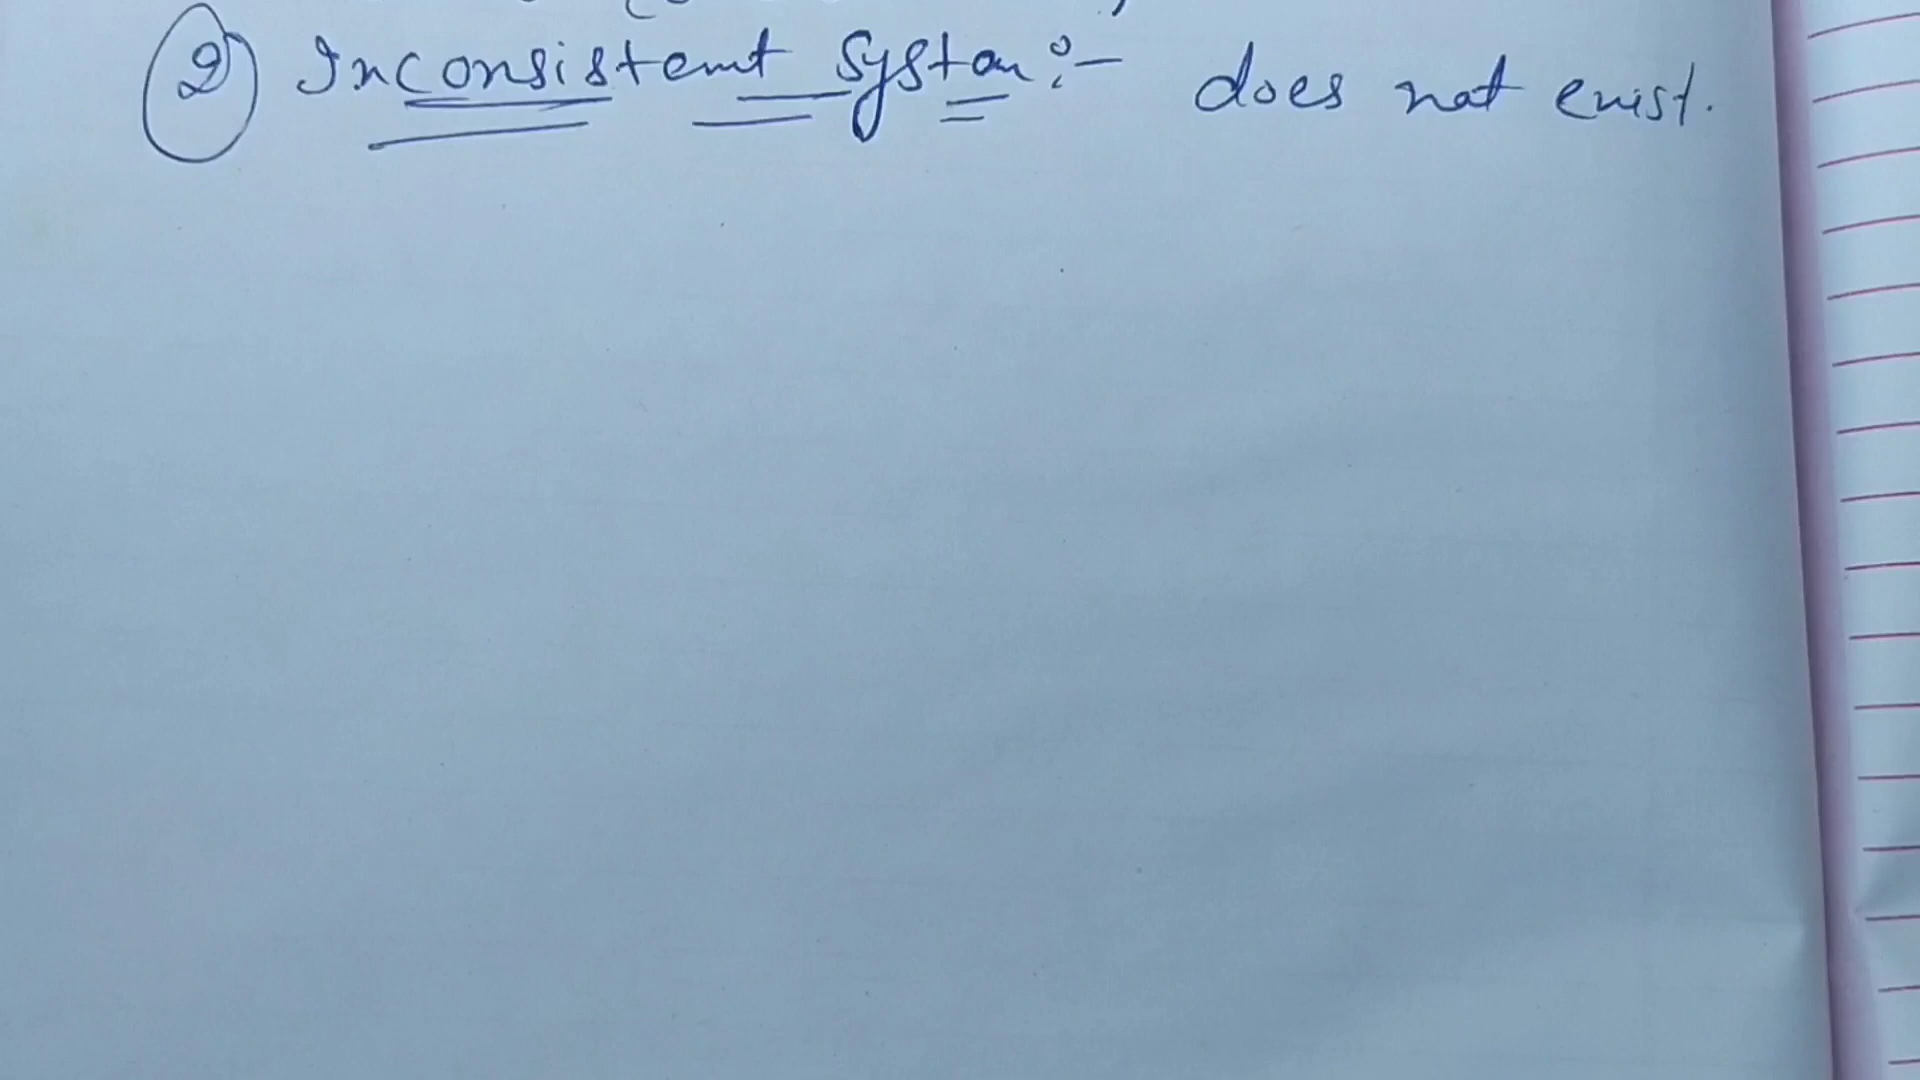 ② Inconsistent System :- does not exist.